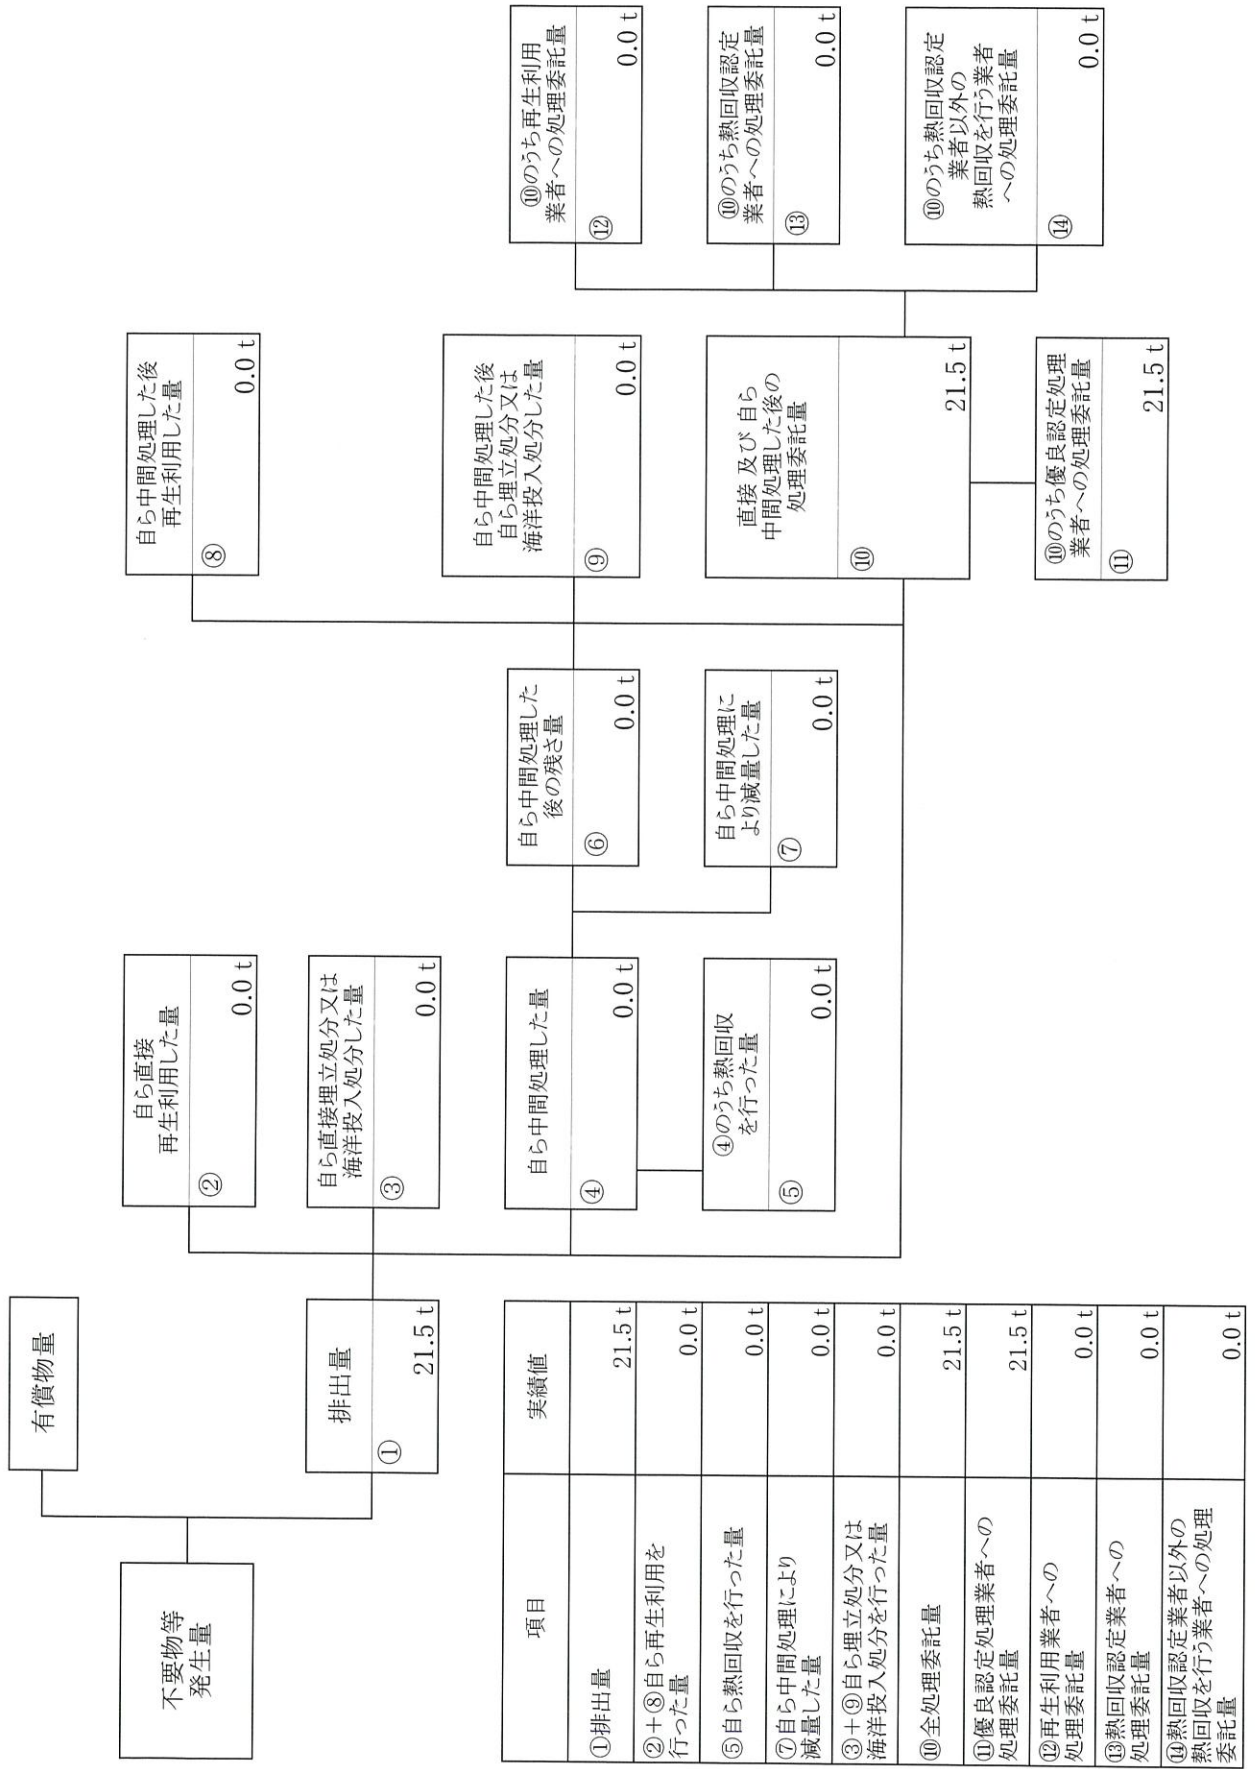 有償物量
不要物等
発生量
排出量
①
21.5 t
自ら直接
再生利用した量
②
0.0 t
自ら直接埋立処分又は
海洋投入処分した量
③
0.0 t
自ら中間処理した量
④
0.0 t
④のうち熱回収
を行った量
⑤
0.0 t
自ら中間処理した
後の残さ量
⑥
0.0 t
自ら中間処理に
より減量した量
⑦
0.0 t
自ら中間処理した後
再生利用した量
⑧
0.0 t
自ら中間処理した後
自ら埋立処分又は
海洋投入処分した量
⑨
0.0 t
直接 及び 自ら
中間処理した後の
処理委託量
⑩
21.5 t
⑩のうち優良認定処理
業者への処理委託量
⑪
21.5 t
⑩のうち再生利用
業者への処理委託量
⑫
0.0 t
⑩のうち熱回収認定
業者への処理委託量
⑬
0.0 t
⑩のうち熱回収認定
業者以外の
熱回収を行う業者
への処理委託量
⑭
0.0 t
項目
実績値
①排出量
21.5 t
②+⑧自ら再生利用を
行った量
0.0 t
⑤自ら熱回収を行った量
0.0 t
⑦自ら中間処理により
減量した量
0.0 t
③+⑨自ら埋立処分又は
海洋投入処分を行った量
0.0 t
⑩全処理委託量
21.5 t
⑪優良認定処理業者への
処理委託量
21.5 t
⑫再生利用業者への
処理委託量
0.0 t
⑬熱回収認定業者への
処理委託量
0.0 t
⑭熱回収認定業者以外の
熱回収を行う業者への処理
委託量
0.0 t